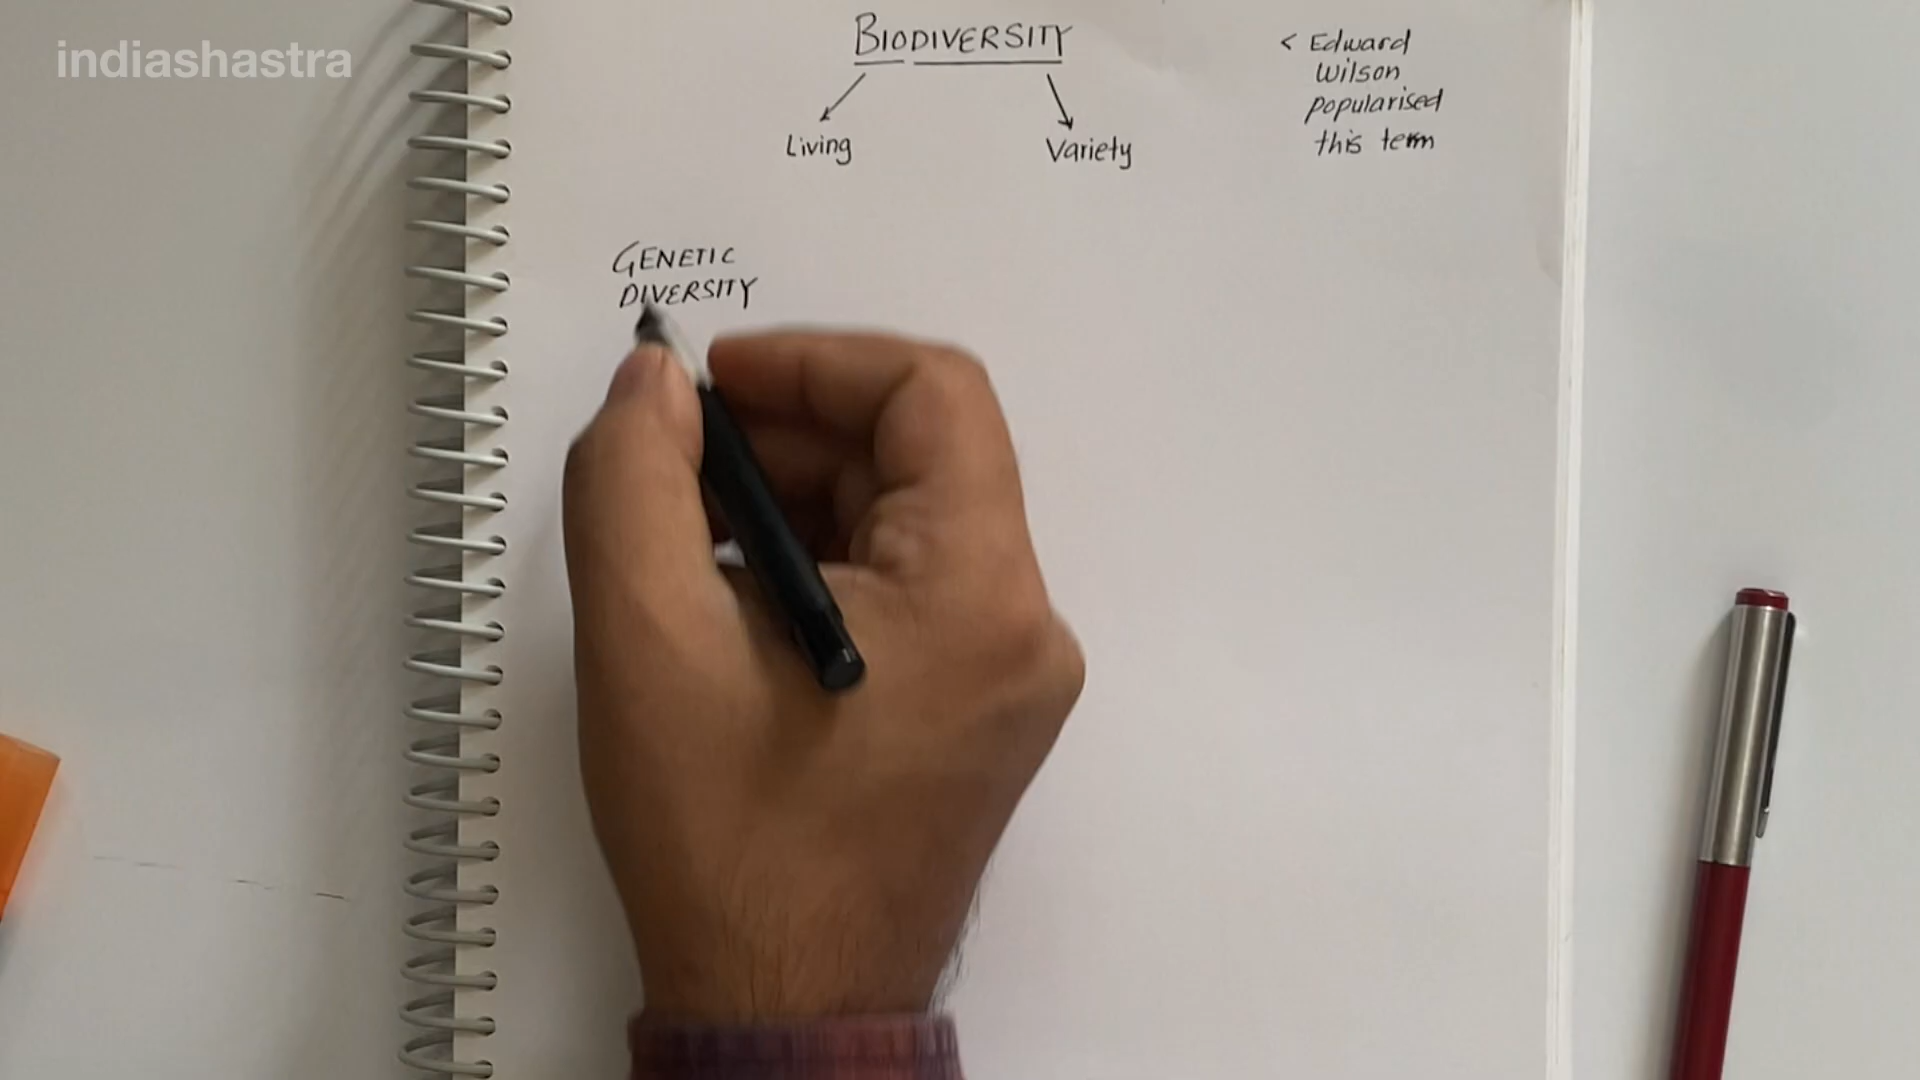 indiashastra
BIODIVERSITY
Living
Variety
< Edward
Wilson
popularised
this term
GENETIC
DIVERSITY